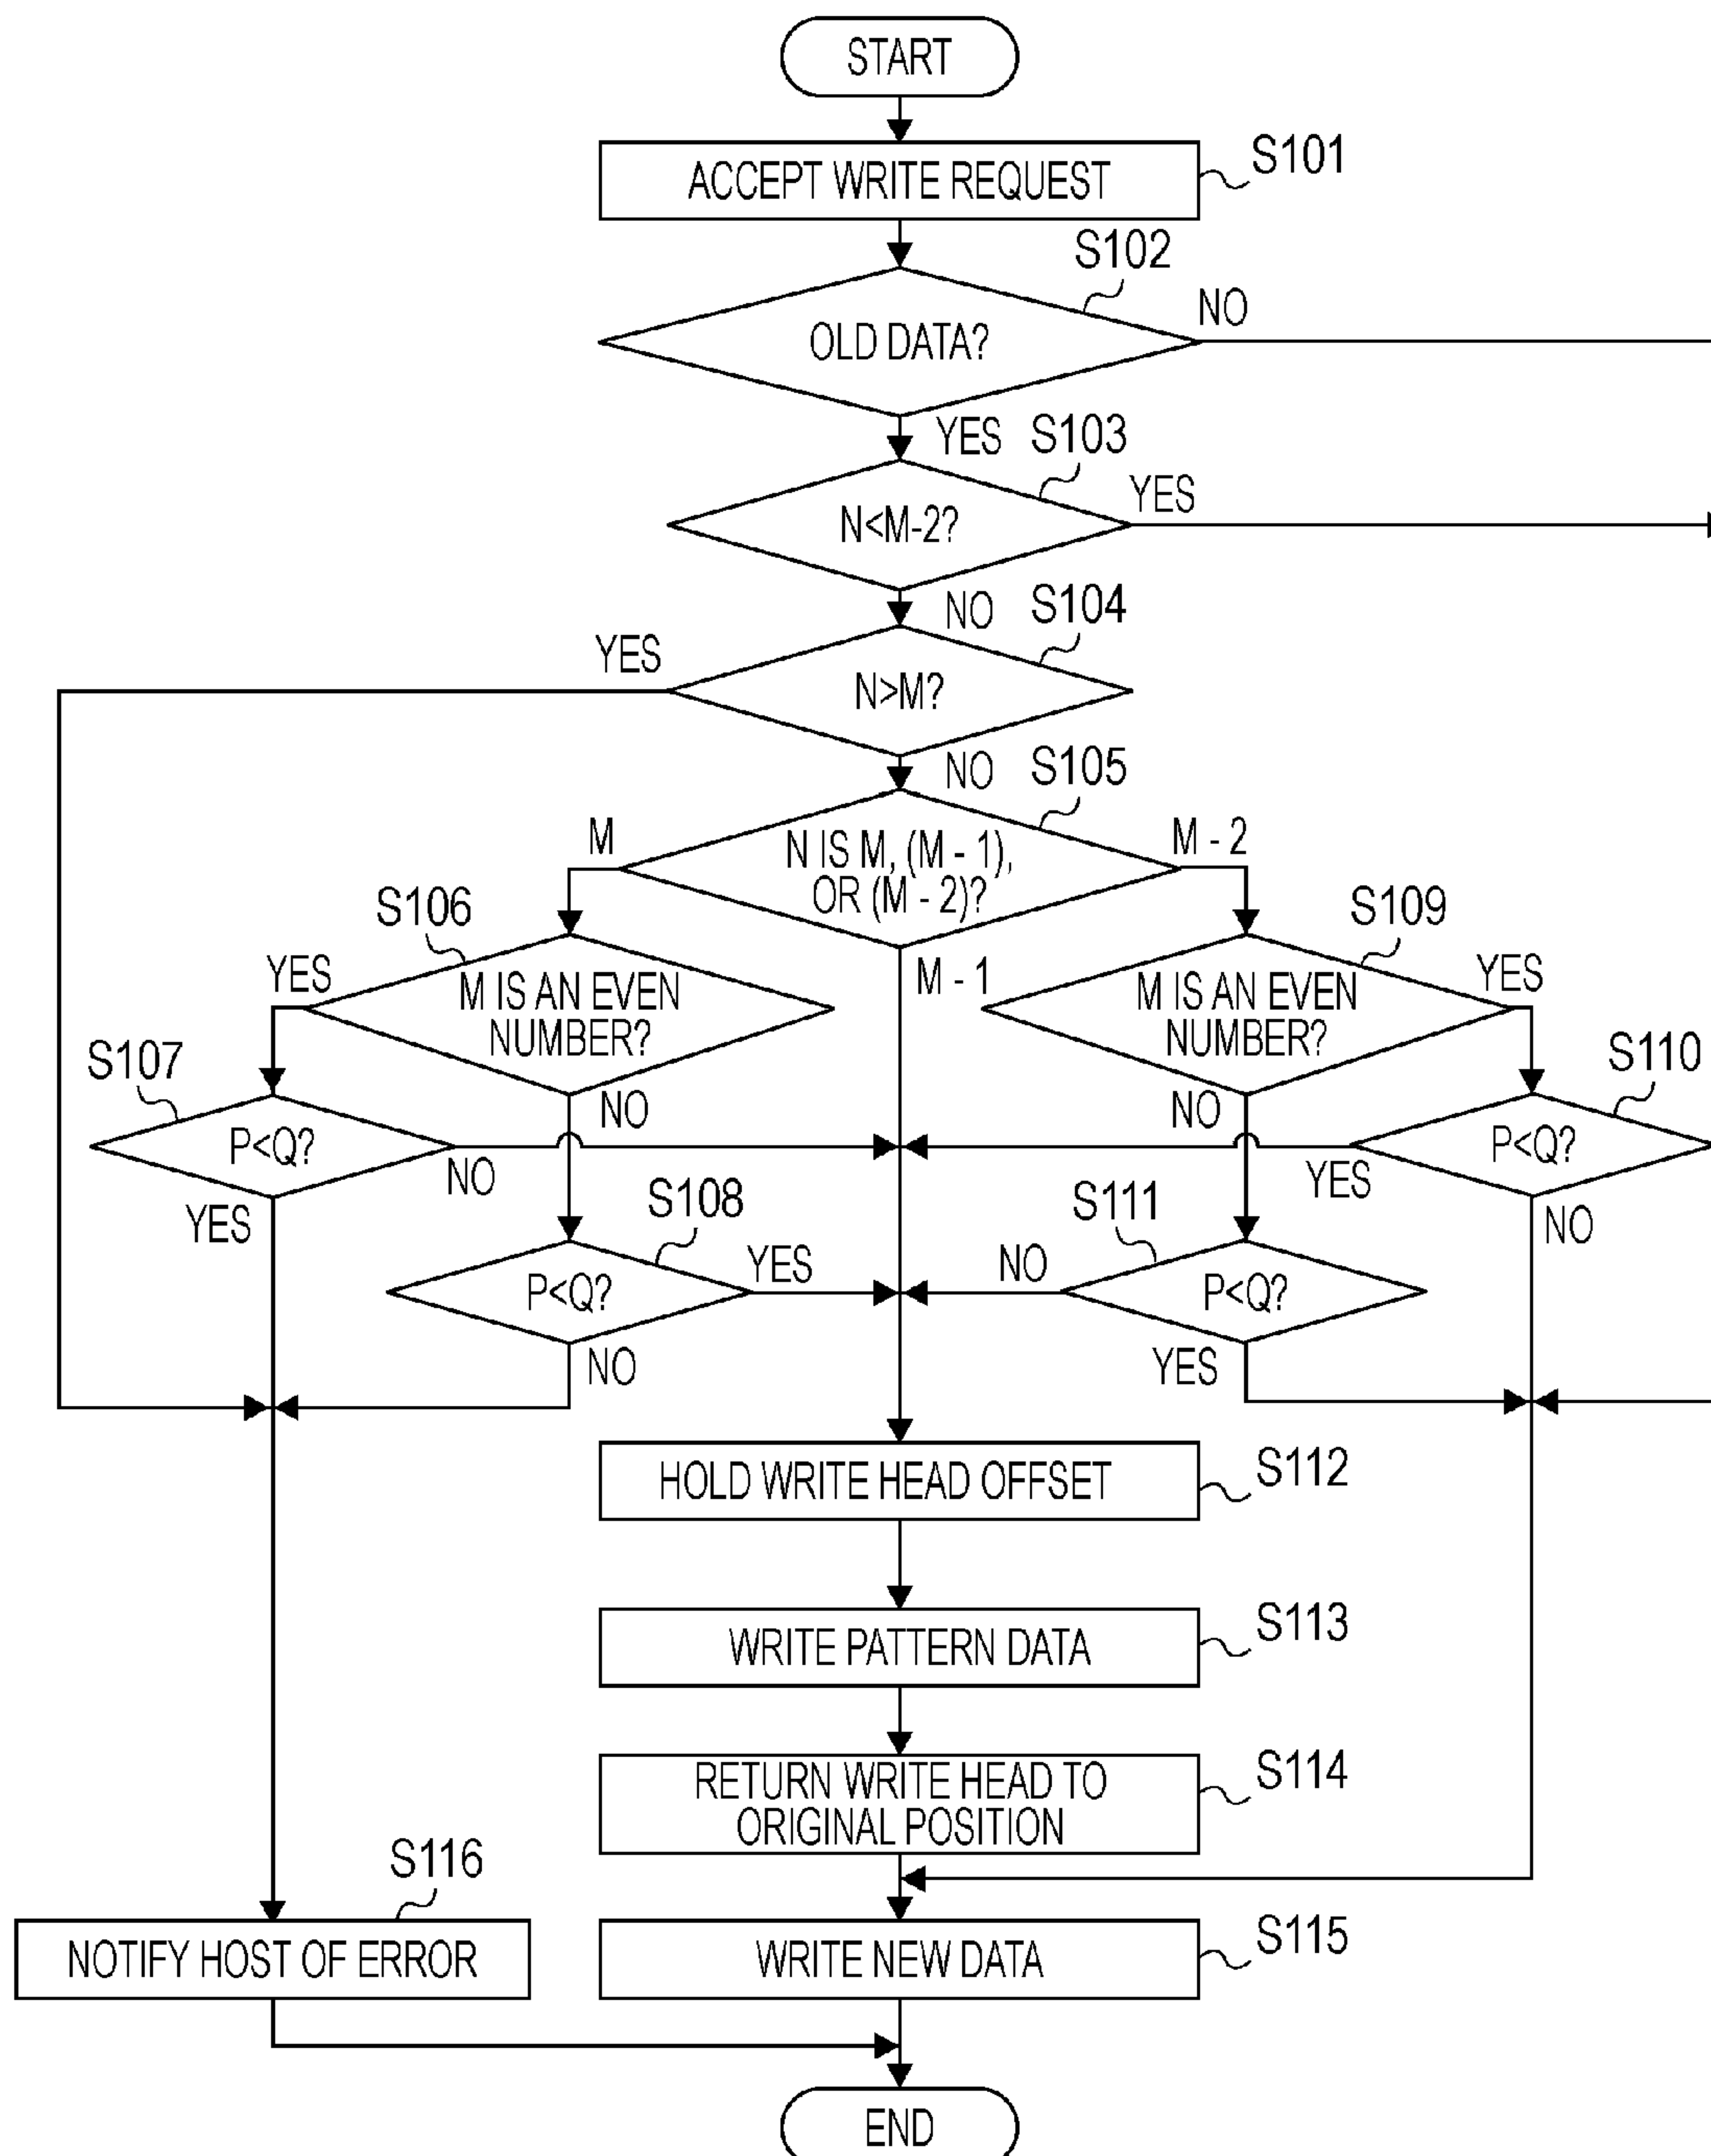 START
ACCEPT WRITE REQUEST
S101
S102
OLD DATA?
NO
YES
S103
N<M-2?
YES
NO
S104
YES
N>M?
NO
S105
M
N IS M, (M - 1),
OR (M - 2)?
M - 2
M - 1
S106
YES
M IS AN EVEN
NUMBER?
NO
S109
M IS AN EVEN
NUMBER?
YES
NO
S107
P<Q?
NO
YES
S110
P<Q?
YES
NO
S108
P<Q?
YES
NO
S111
NO
P<Q?
YES
HOLD WRITE HEAD OFFSET
S112
WRITE PATTERN DATA
S113
RETURN WRITE HEAD TO
ORIGINAL POSITION
S114
S116
NOTIFY HOST OF ERROR
WRITE NEW DATA
S115
END